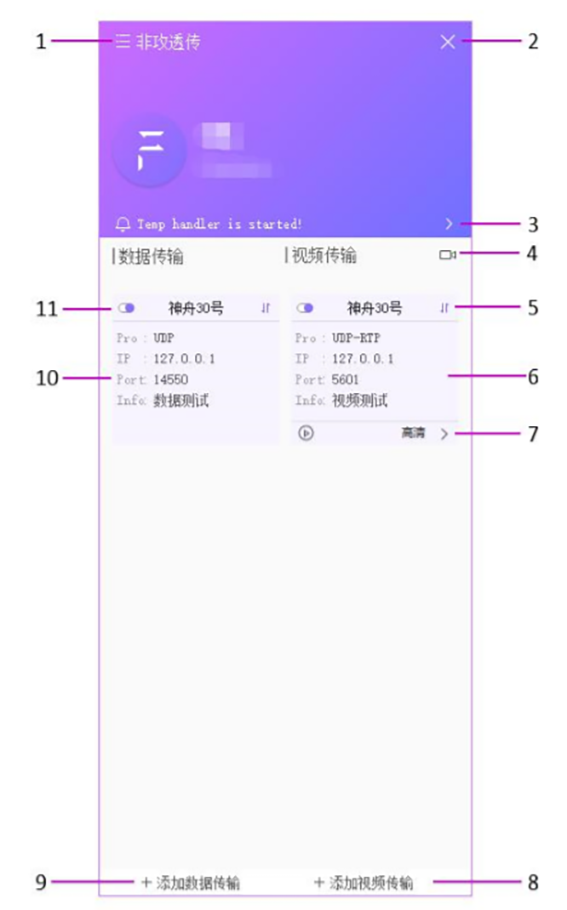 1
非攻透传
2
Temp handler is started!
3
数据传输
视频传输
4
11
神舟30号
神舟30号
5
Pro : UDP
IP : 127.0.0.1
Port: 14550
Info: 数据测试
10
Pro : UDP-RTP
IP : 127.0.0.1
Port: 5601
Info: 视频测试
6
高清
7
9
+ 添加数据传输
+ 添加视频传输
8